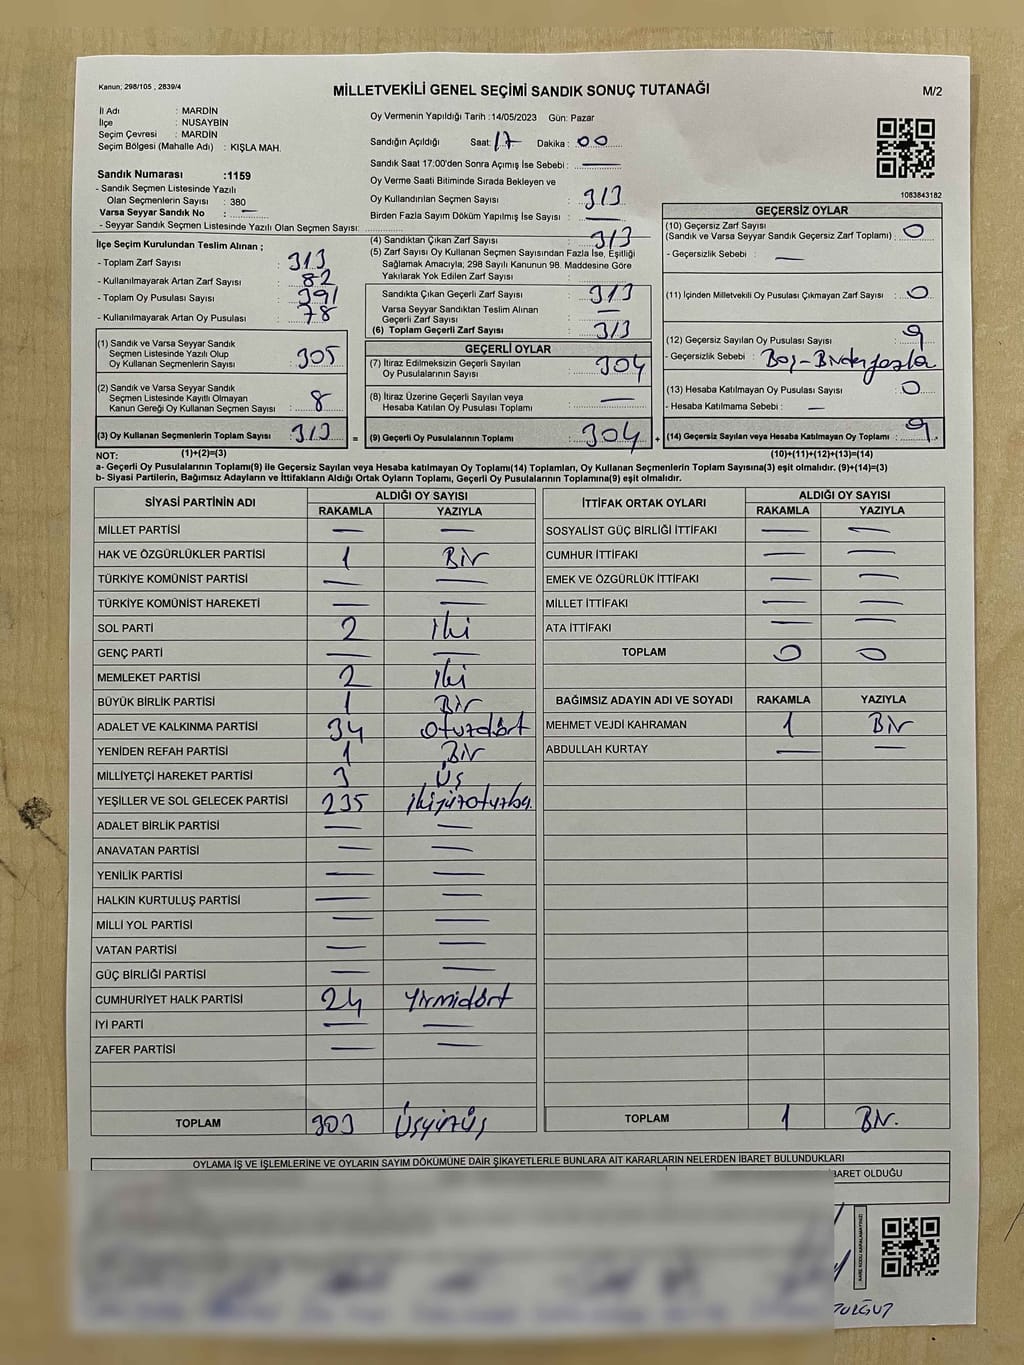 Kanun; 298/105 , 2839/4
MİLLETVEKİLİ GENEL SEÇİMİ SANDIK SONUÇ TUTANAĞI
M/2
İl Adı : MARDİN
İlçe : NUSAYBİN
Seçim Çevresi : MARDİN
Seçim Bölgesi (Mahalle Adı) : KIŞLA MAH.
Sandık Numarası :1159
- Sandık Seçmen Listesinde Yazılı
Olan Seçmenlerin Sayısı : 380
Varsa Seyyar Sandık No : —
- Seyyar Sandık Seçmen Listesinde Yazılı Olan Seçmen Sayısı:
Oy Vermenin Yapıldığı Tarih :14/05/2023 Gün: Pazar
Sandığın Açıldığı Saat: 17 Dakika : 00
Sandık Saat 17:00'den Sonra Açımış İse Sebebi : —
Oy Verme Saati Bitiminde Sırada Bekleyen ve
Oy Kullandırılan Seçmen Sayısı : 313
Birden Fazla Sayım Döküm Yapılmış İse Sayısı : —
1083843182
İlçe Seçim Kurulundan Teslim Alınan ;
- Toplam Zarf Sayısı : 313
- Kullanılmayarak Artan Zarf Sayısı : 82
- Toplam Oy Pusulası Sayısı : 391
- Kullanılmayarak Artan Oy Pusulası : 78
(1) Sandık ve Varsa Seyyar Sandık
Seçmen Listesinde Yazılı Olup
Oy Kullanan Seçmenlerin Sayısı : 305
(2) Sandık ve Varsa Seyyar Sandık
Seçmen Listesinde Kayıtlı Olmayan
Kanun Gereği Oy Kullanan Seçmen Sayısı : 8
(3) Oy Kullanan Seçmenlerin Toplam Sayısı : 313 =
(4) Sandıktan Çıkan Zarf Sayısı : 313
(5) Zarf Sayısı Oy Kullanan Seçmen Sayısından Fazla İse, Eşitliği
Sağlamak Amacıyla; 298 Sayılı Kanunun 98. Maddesine Göre
Yakılarak Yok Edilen Zarf Sayısı :
Sandıkta Çıkan Geçerli Zarf Sayısı : 313
Varsa Seyyar Sandıktan Teslim Alınan
Geçerli Zarf Sayısı : —
(6) Toplam Geçerli Zarf Sayısı : 313
GEÇERLİ OYLAR
(7) İtiraz Edilmeksizin Geçerli Sayılan
Oy Pusulalarının Sayısı : 304
(8) İtiraz Üzerine Geçerli Sayılan veya
Hesaba Katılan Oy Pusulası Toplamı : —
(9) Geçerli Oy Pusulalarının Toplamı : 304 +
GEÇERSİZ OYLAR
(10) Geçersiz Zarf Sayısı
(Sandık ve Varsa Seyyar Sandık Geçersiz Zarf Toplamı) : 0
- Geçersizlik Sebebi : —
(11) İçinden Milletvekili Oy Pusulası Çıkmayan Zarf Sayısı : 0
(12) Geçersiz Sayılan Oy Pusulası Sayısı : 9
- Geçersizlik Sebebi : Boş-Birden fazla
(13) Hesaba Katılmayan Oy Pusulası Sayısı : 0
- Hesaba Katılmama Sebebi : —
(14) Geçersiz Sayılan veya Hesaba Katılmayan Oy Toplamı : 9.
NOT: (1)+(2)=(3) (10)+(11)+(12)+(13)=(14)
a- Geçerli Oy Pusulalarının Toplamı(9) ile Geçersiz Sayılan veya Hesaba katılmayan Oy Toplamı(14) Toplamları, Oy Kullanan Seçmenlerin Toplam Sayısına(3) eşit olmalıdır. (9)+(14)=(3)
b- Siyasi Partilerin, Bağımsız Adayların ve İttifakların Aldığı Oyların Toplamı, Geçerli Oy Pusulalarının Toplamına(9) eşit olmalıdır.
SİYASİ PARTİNİN ADI ALDIĞI OY SAYISI
RAKAMLA YAZIYLA
MİLLET PARTİSİ — —
HAK VE ÖZGÜRLÜKLER PARTİSİ 1 Bir
TÜRKİYE KOMÜNİST PARTİSİ — —
TÜRKİYE KOMÜNİST HAREKETİ — —
SOL PARTİ 2 iki
GENÇ PARTİ — —
MEMLEKET PARTİSİ 2 iki
BÜYÜK BİRLİK PARTİSİ 1 Bir
ADALET VE KALKINMA PARTİSİ 34 otuzdört
YENİDEN REFAH PARTİSİ 1 Bir
MİLLİYETÇİ HAREKET PARTİSİ 3 Üç
YEŞİLLER VE SOL GELECEK PARTİSİ 235
ADALET BİRLİK PARTİSİ — —
ANAVATAN PARTİSİ — —
YENİLİK PARTİSİ — —
HALKIN KURTULUŞ PARTİSİ — —
MİLLİ YOL PARTİSİ — —
VATAN PARTİSİ — —
GÜÇ BİRLİĞİ PARTİSİ — —
CUMHURİYET HALK PARTİSİ 24 Yirmidört
İYİ PARTİ — —
ZAFER PARTİSİ — —
TOPLAM 303 Üçyüzüç
İTTİFAK ORTAK OYLARI ALDIĞI OY SAYISI
RAKAMLA YAZIYLA
SOSYALİST GÜÇ BİRLİĞİ İTTİFAKI — —
CUMHUR İTTİFAKI — —
EMEK VE ÖZGÜRLÜK İTTİFAKI — —
MİLLET İTTİFAKI — —
ATA İTTİFAKI — —
TOPLAM 0 0
BAĞIMSIZ ADAYIN ADI VE SOYADI RAKAMLA YAZIYLA
MEHMET VEJDİ KAHRAMAN 1 Bir
ABDULLAH KURTAY — —
TOPLAM 1 Bir.
OYLAMA İŞ VE İŞLEMLERİNE VE OYLARIN SAYIM DÖKÜMÜNE DAİR ŞİKAYETLERLE BUNLARA AİT KARARLARIN NELERDEN İBARET BULUNDUKLARI
İBARET OLDUĞU
KARE KODU KARALAMAYINIZ!